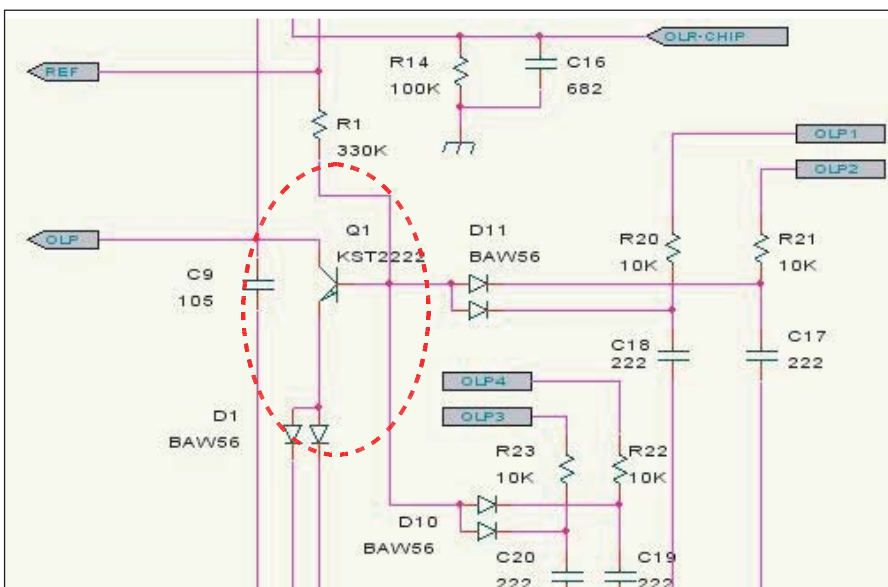 OLR-CHIP
R14
100K
C16
682
REF
R1
330K
OLP1
OLP2
OLP
Q1
KST2222
D11
BAW56
R20
10K
R21
10K
C9
105
C18
222
C17
222
OLP4
OLP3
D1
BAW56
R23
10K
R22
10K
D10
BAW56
C20
222
C19
222